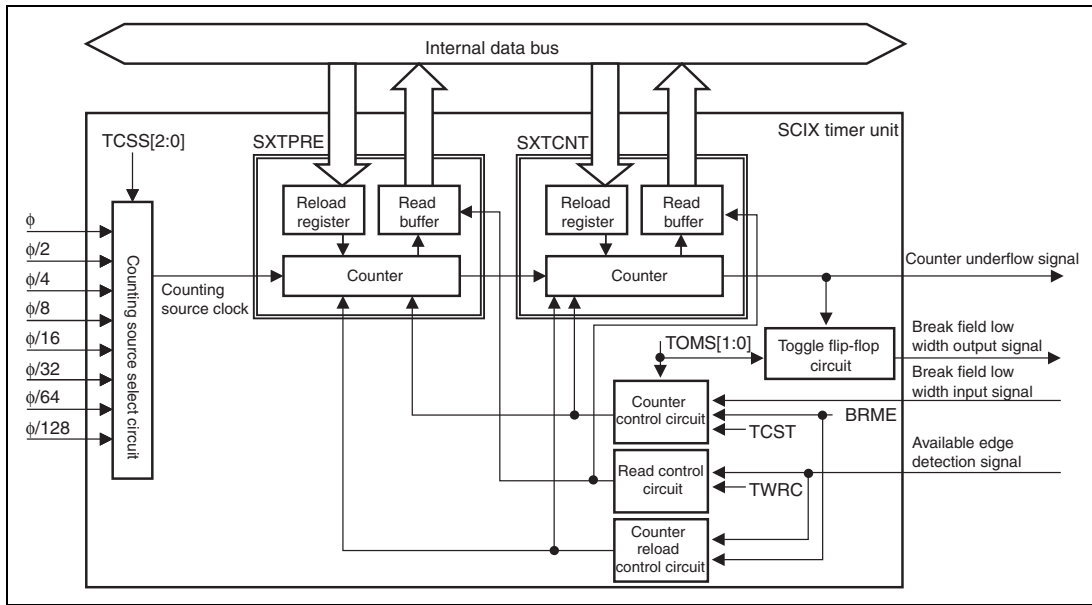 Internal data bus
SCIX timer unit
TCSS[2:0]
SXTPRE
SXTCNT
Reload
register
Read
buffer
Reload
register
Read
buffer
ϕ
ϕ/2
ϕ/4
ϕ/8
ϕ/16
ϕ/32
ϕ/64
ϕ/128
Counting source select circuit
Counting
source clock
Counter
Counter
Counter underflow signal
TOMS[1:0]
Toggle flip-flop
circuit
Break field low
width output signal
Break field low
width input signal
Counter
control circuit
BRME
TCST
Available edge
detection signal
Read control
circuit
TWRC
Counter
reload
control circuit